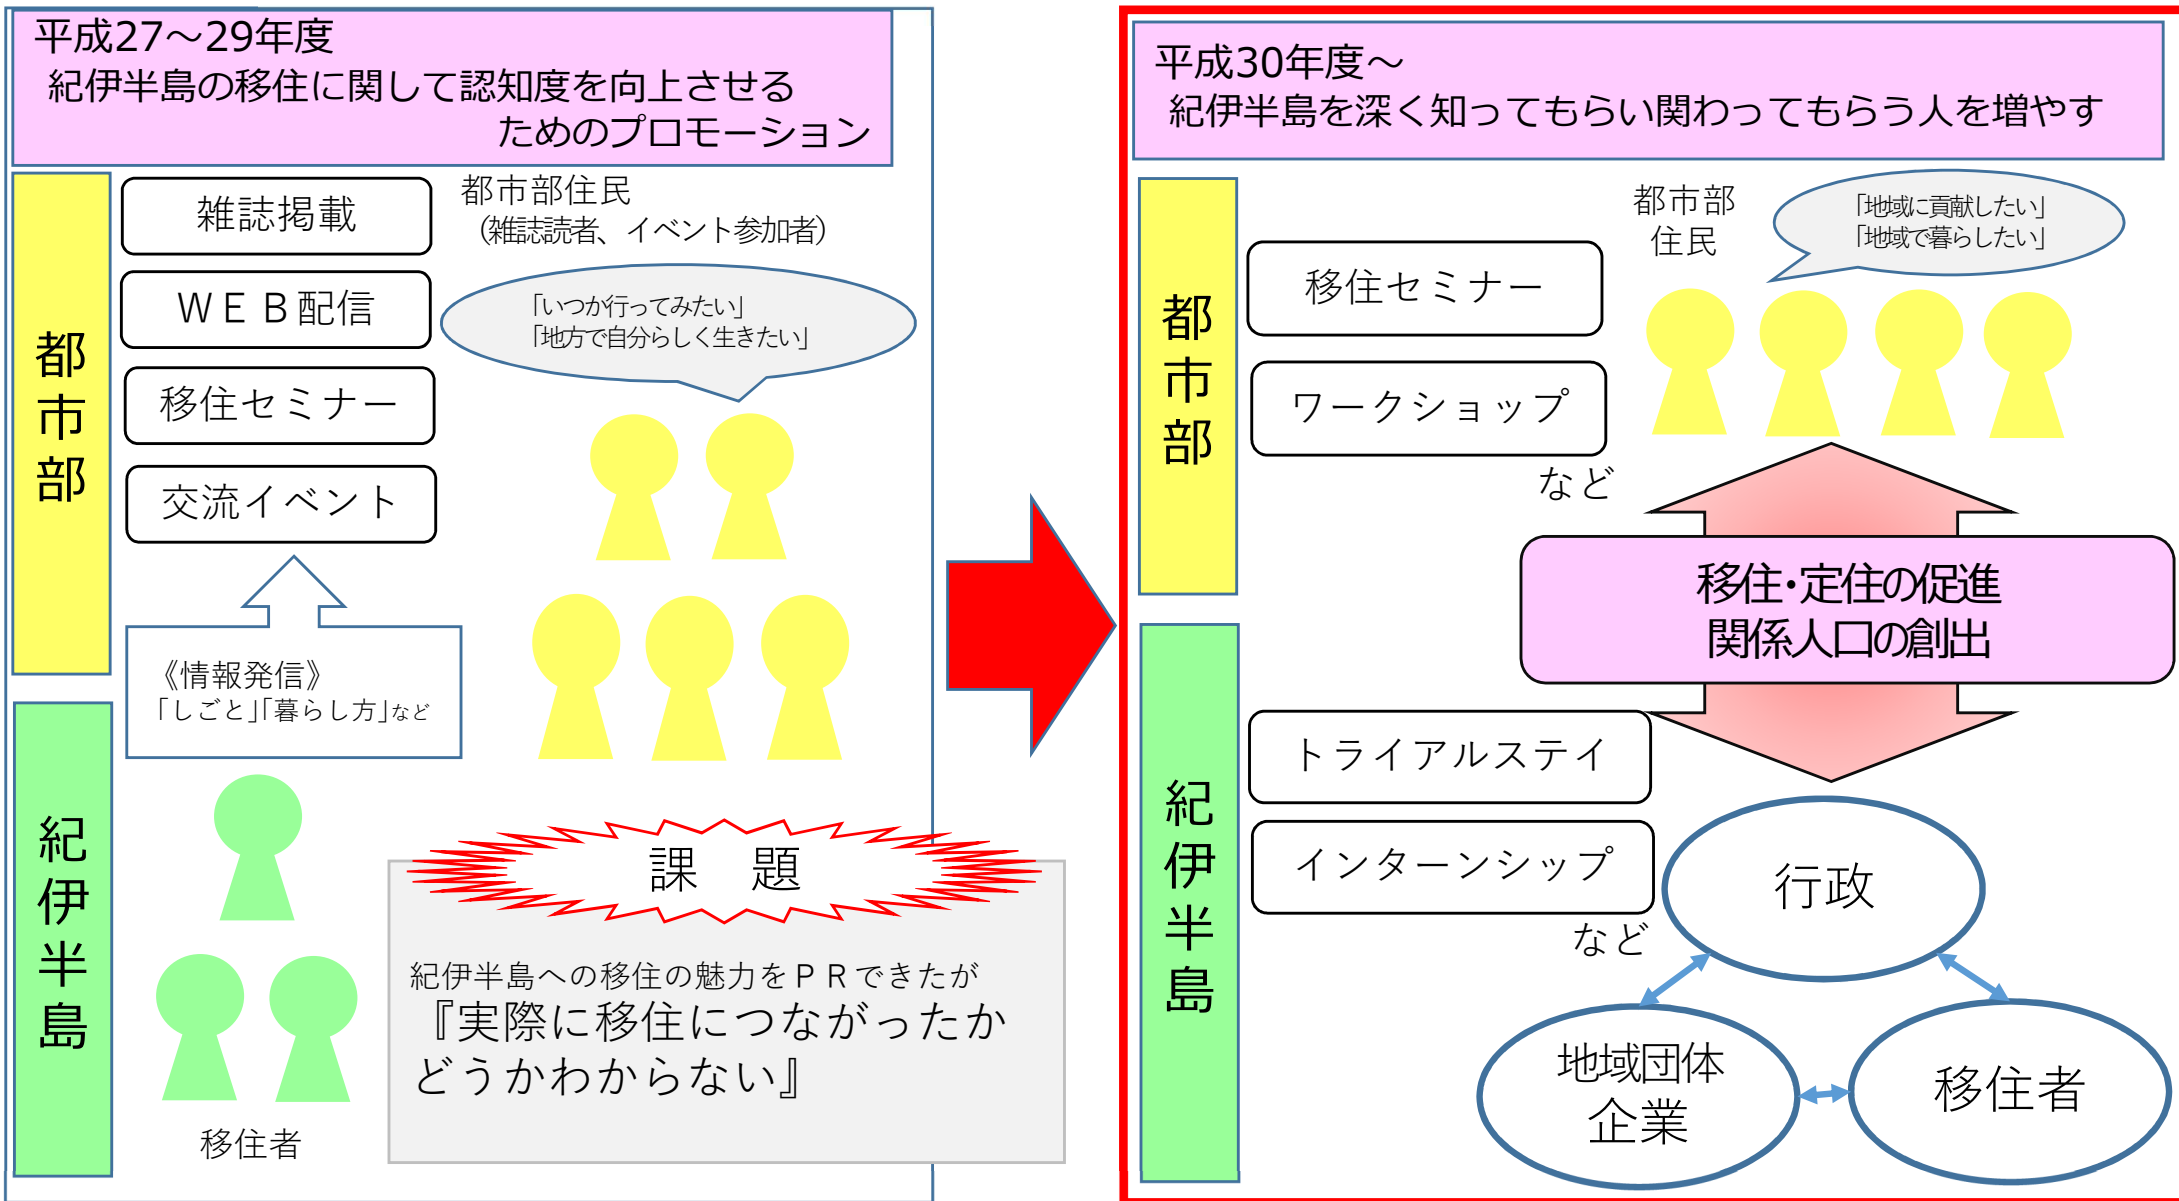 平成27～29年度
紀伊半島の移住に関して認知度を向上させる
ためのプロモーション
都市部
雑誌掲載
ＷＥＢ配信
移住セミナー
交流イベント
都市部住民
（雑誌読者、イベント参加者）
「いつか行ってみたい」
「地方で自分らしく生きたい」
《情報発信》
「しごと」「暮らし方」など
紀伊半島
移住者
課　題
紀伊半島への移住の魅力をＰＲできたが
『実際に移住につながったか
どうかわからない』
平成30年度～
紀伊半島を深く知ってもらい関わってもらう人を増やす
都市部
移住セミナー
ワークショップ
など
都市部
住民
「地域に貢献したい」
「地域で暮らしたい」
移住・定住の促進
関係人口の創出
紀伊半島
トライアルステイ
インターンシップ
など
行政
地域団体
企業
移住者